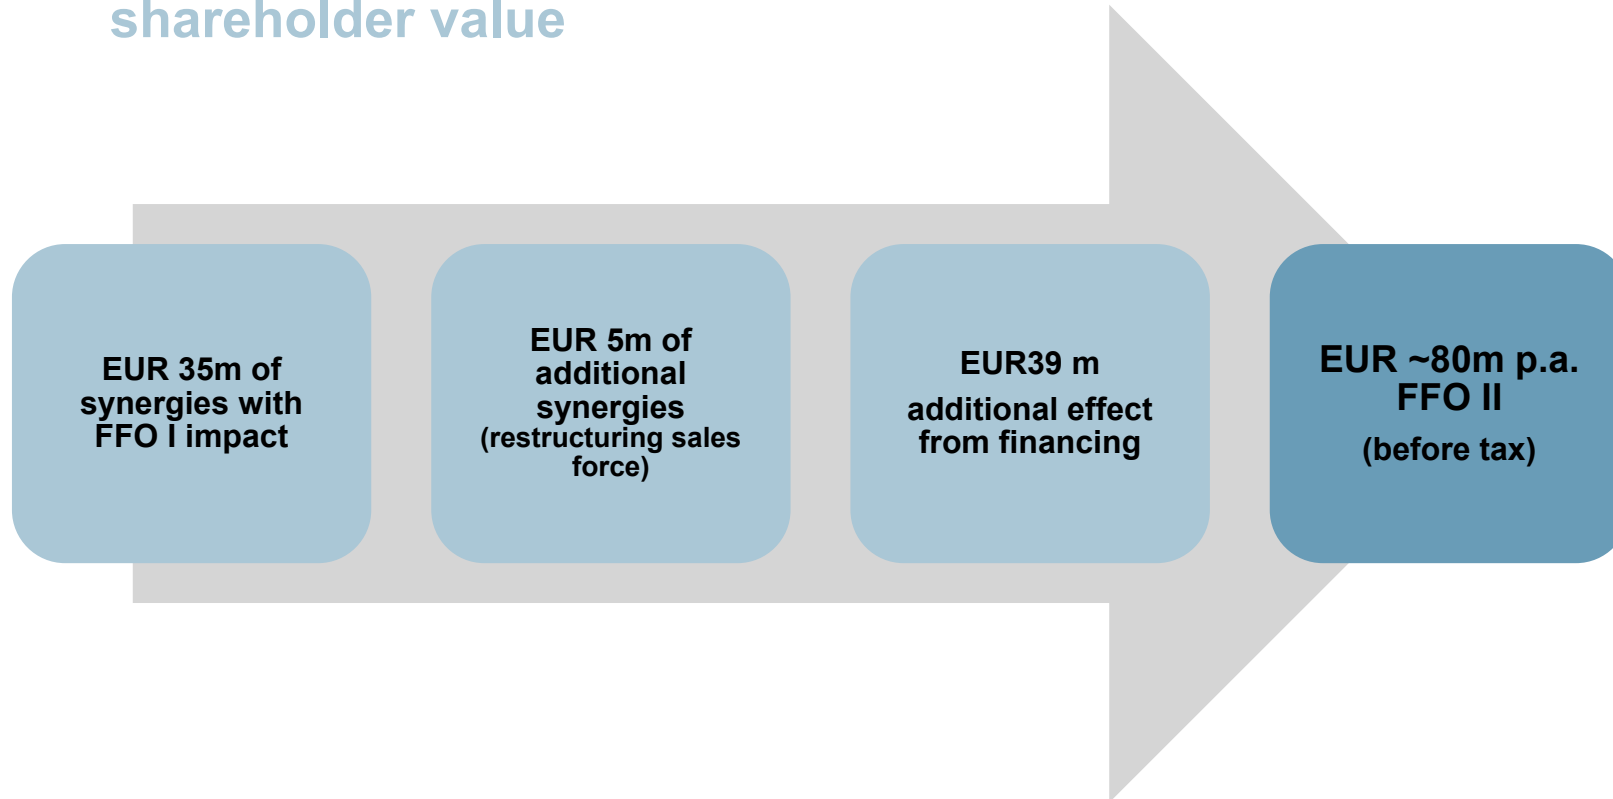 shareholder value
EUR 35m of
synergies with
FFO I impact
EUR 5m of
additional
synergies
(restructuring sales
force)
EUR39 m
additional effect
from financing
EUR ~80m p.a.
FFO II
(before tax)